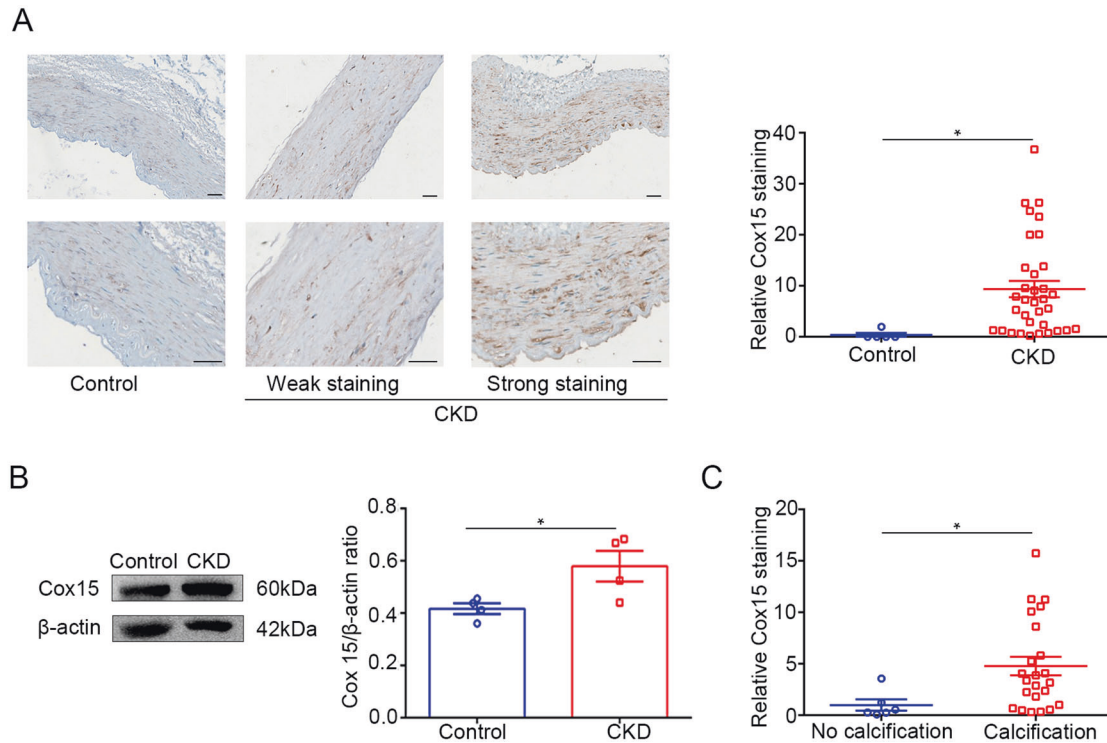 A
Control
Weak staining
Strong staining
CKD
Relative Cox15 staining
40
30
20
10
0
*
Control
CKD
B
Control CKD
Cox15
60kDa
β-actin
42kDa
Cox 15/β-actin ratio
0.8
0.6
0.4
0.2
0.0
*
Control
CKD
C
Relative Cox15 staining
20
15
10
5
0
*
No calcification
Calcification